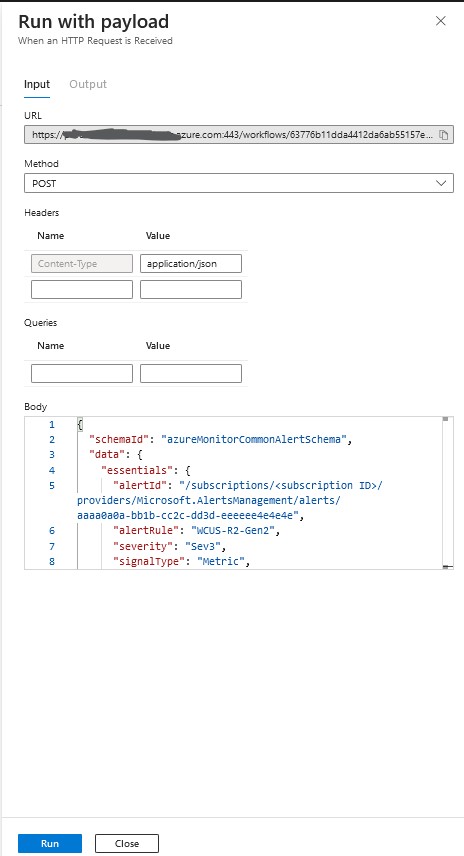 Run with payload
When an HTTP Request is Received
Input Output
URL
https:// zure.com:443/workflows/63776b11dda4412da6ab55157e...
Method
POST
Headers
Name Value
Content-Type application/json
Queries
Name Value
Body
1 {
2 "schemaId": "azureMonitorCommonAlertSchema",
3 "data": {
4 "essentials": {
5 "alertId": "/subscriptions/<subscription ID>/
providers/Microsoft.AlertsManagement/alerts/
aaaa0a0a-bb1b-cc2c-dd3d-eeeeee4e4e4e",
6 "alertRule": "WCUS-R2-Gen2",
7 "severity": "Sev3",
8 "signalType": "Metric",
Run Close